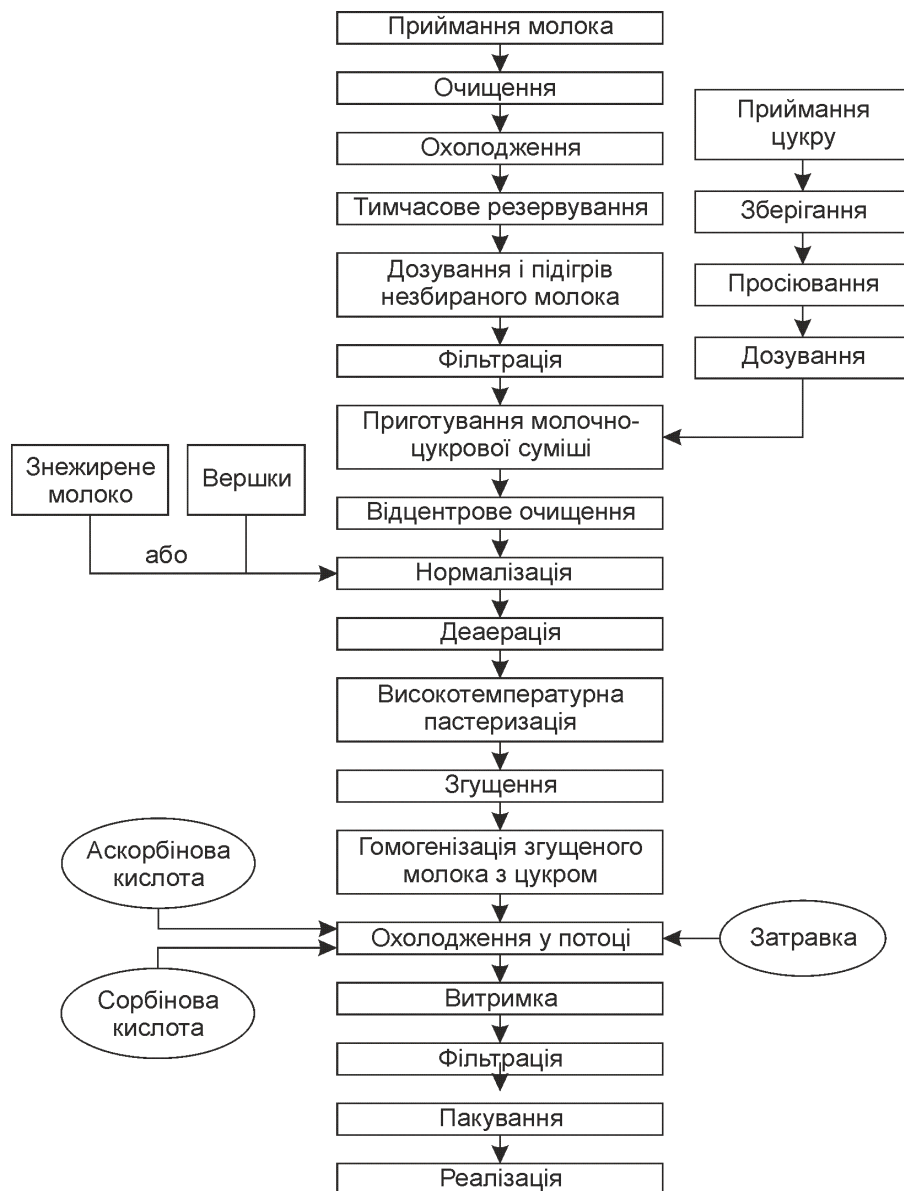 Приймання молока
Очищення
Охолодження
Тимчасове резервування
Дозування і підігрів
незбираного молока
Фільтрація
Приймання
цукру
Зберігання
Просіювання
Дозування
Приготування молочно-
цукрової суміші
Знежирене
молоко
Вершки
або
Відцентрове очищення
Нормалізація
Деаерація
Високотемпературна
пастеризація
Згущення
Гомогенізація згущеного
молока з цукром
Аскорбінова
кислота
Сорбінова
кислота
Охолодження у потоці
Затравка
Витримка
Фільтрація
Пакування
Реалізація